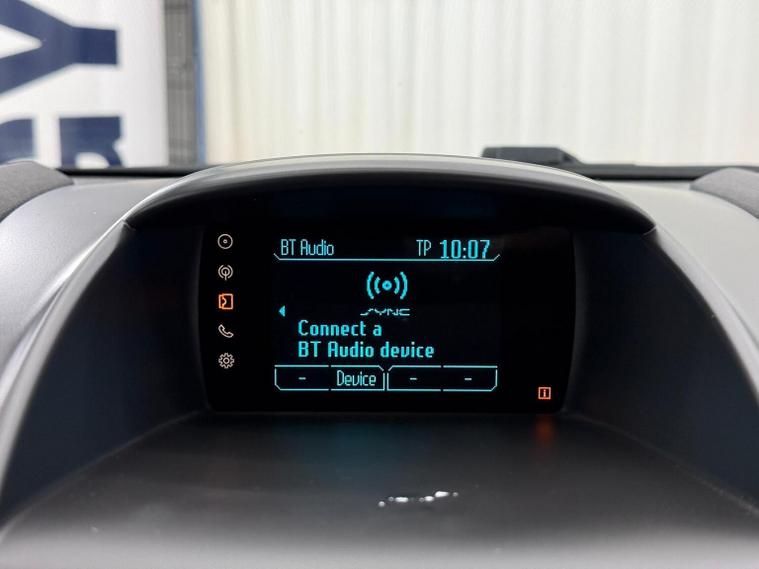 BT Audio TP 10:07
SYNC
Connect a
BT Audio device
- Device - -